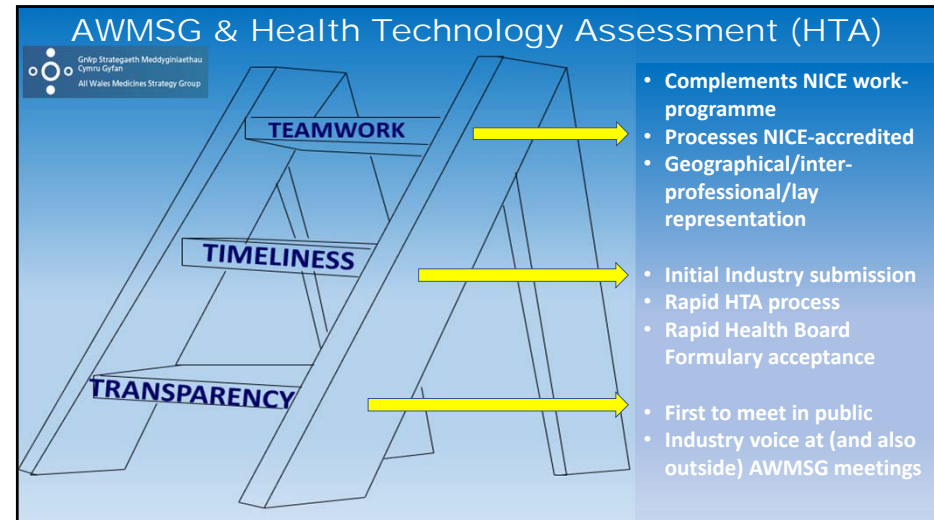 AWMSG & Health Technology Assessment (HTA)
Grŵp Strategaeth Meddyginiaethau
Cymru Gyfan
All Wales Medicines Strategy Group
TEAMWORK
• Complements NICE work-
programme
• Processes NICE-accredited
• Geographical/inter-
professional/lay
representation
TIMELINESS
• Initial Industry submission
• Rapid HTA process
• Rapid Health Board
Formulary acceptance
TRANSPARENCY
• First to meet in public
• Industry voice at (and also
outside) AWMSG meetings